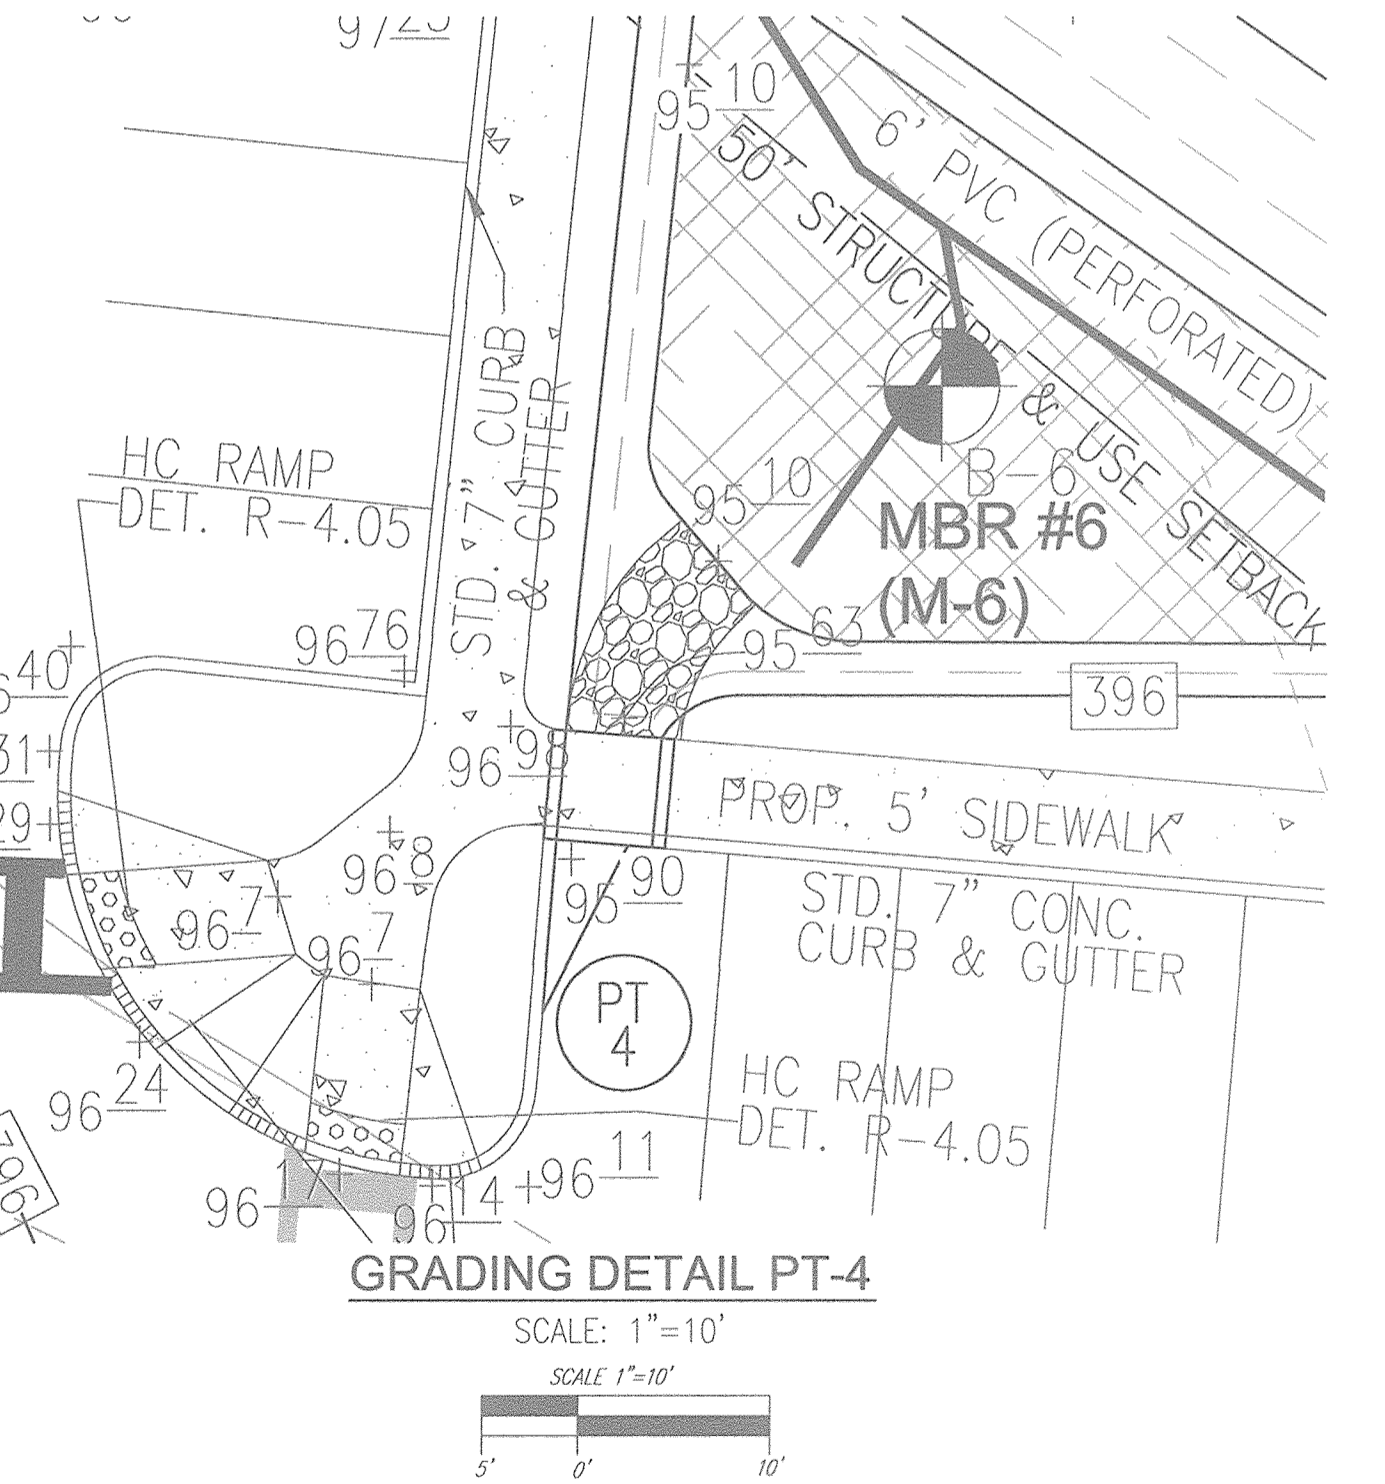 97 25
95 10
6' PVC (PERFORATED)
50' STRUCTURE & USE SETBACK
STD. 7" CURB
& GUTTER
HC RAMP
DET. R-4.05
B-6
95 10
MBR #6
(M-6)
96 76
95 63
40
396
31
96 98
29
PROP. 5' SIDEWALK
96 8
95 90
STD. 7" CONC.
CURB & GUTTER
96 7
96 7
PT
4
HC RAMP
DET. R-4.05
96 24
96 11
96 17
96 14
GRADING DETAIL PT-4
SCALE: 1"=10'
SCALE 1"=10'
5' 0' 10'